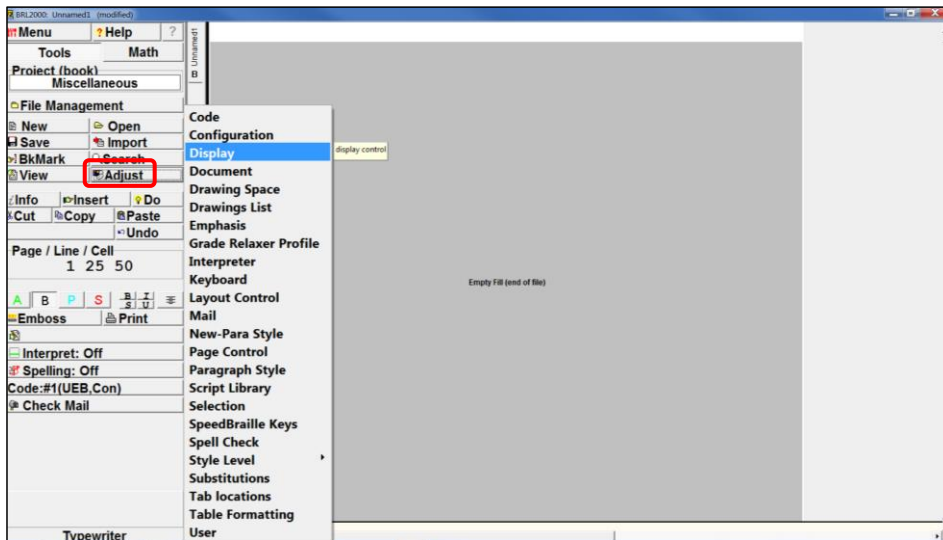 BRL2000: Unnamed1 (modified)
Menu
? Help
?
Tools
Math
Project (book)
Miscellaneous
File Management
New
Open
Save
Import
BkMark
Search
View
Adjust
Info
Insert
Do
Cut
Copy
Paste
Undo
Page / Line / Cell
1 25 50
A B P S B I S U
Emboss
Print
Interpret: Off
Spelling: Off
Code:#1(UEB,Con)
Check Mail
Typewriter
Unnamed1
B
Code
Configuration
Display
display control
Document
Drawing Space
Drawings List
Emphasis
Grade Relaxer Profile
Interpreter
Keyboard
Layout Control
Mail
New-Para Style
Page Control
Paragraph Style
Script Library
Selection
SpeedBraille Keys
Spell Check
Style Level
Substitutions
Tab locations
Table Formatting
User
Empty Fill (end of file)